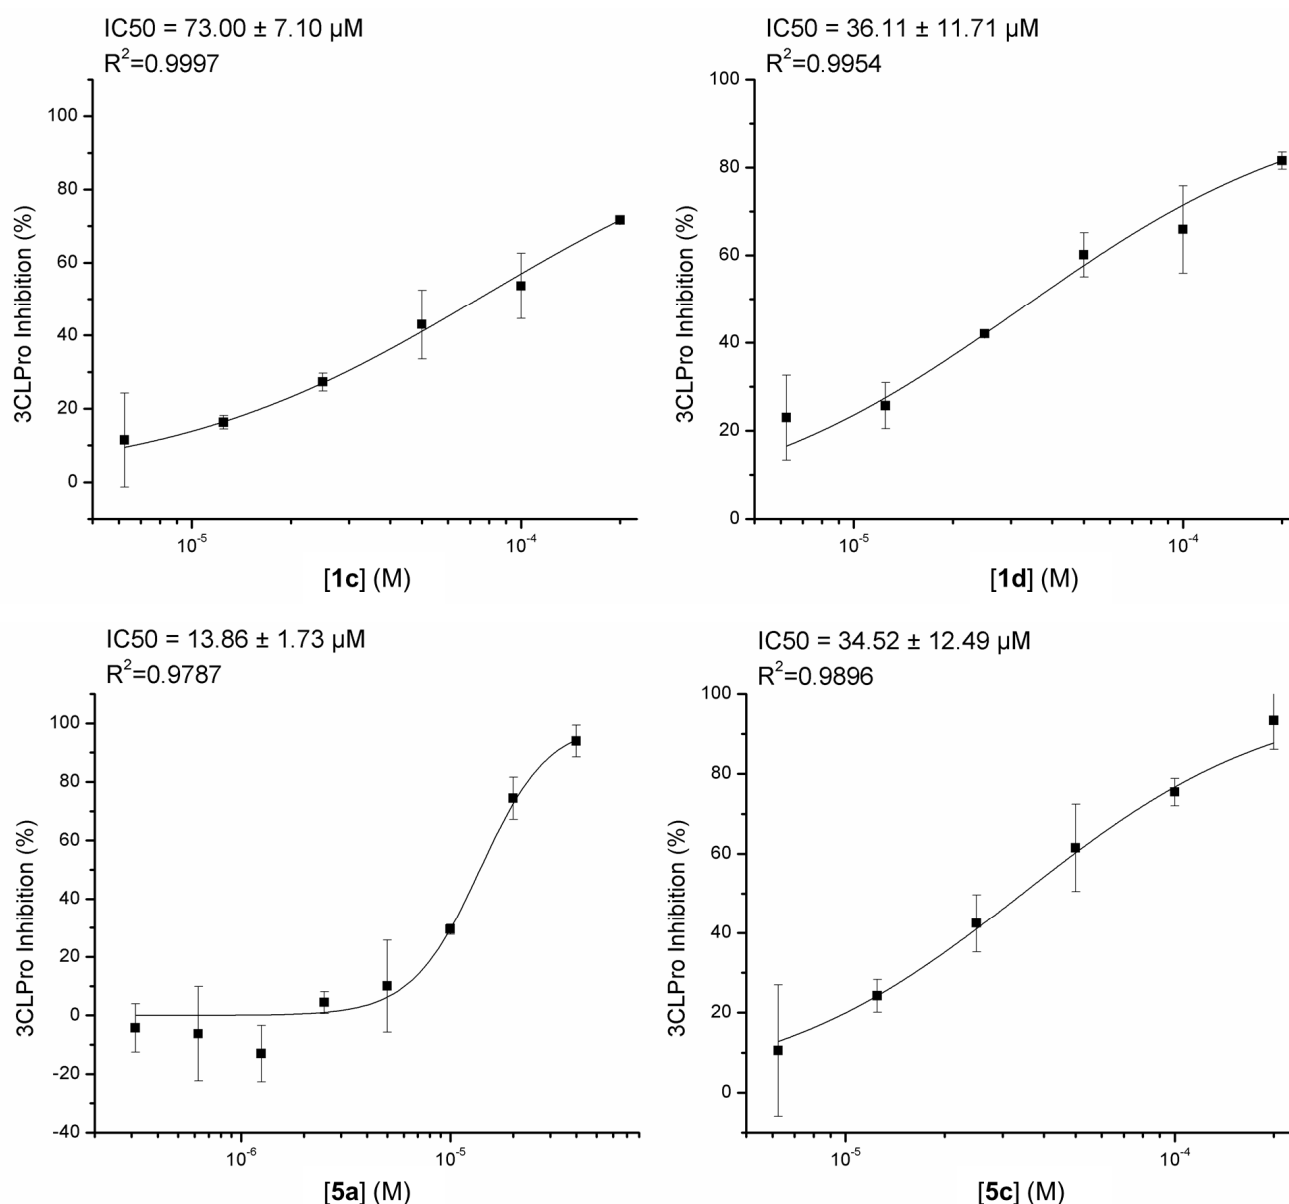 IC50 = 73.00 ± 7.10 µM
R²=0.9997
100
80
60
40
20
0
3CLPro Inhibition (%)
10⁻⁵
10⁻⁴
[1c] (M)
IC50 = 36.11 ± 11.71 µM
R²=0.9954
100
80
60
40
20
0
3CLPro Inhibition (%)
10⁻⁵
10⁻⁴
[1d] (M)
IC50 = 13.86 ± 1.73 µM
R²=0.9787
100
80
60
40
20
0
-20
-40
3CLPro Inhibition (%)
10⁻⁶
10⁻⁵
[5a] (M)
IC50 = 34.52 ± 12.49 µM
R²=0.9896
100
80
60
40
20
0
3CLPro Inhibition (%)
10⁻⁵
10⁻⁴
[5c] (M)